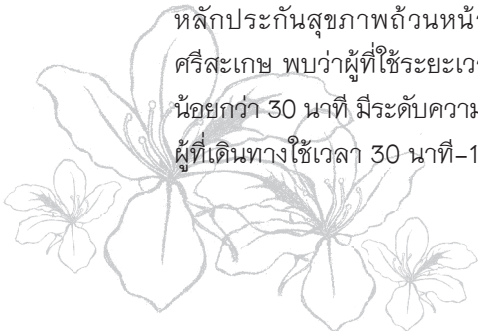 หลักประกันสุขภาพถ้วนหน้า
ศรีสะเกษ พบว่าผู้ที่ใช้ระยะเว
น้อยกว่า 30 นาที มีระดับความ
ผู้ที่เดินทางใช้เวลา 30 นาที-1